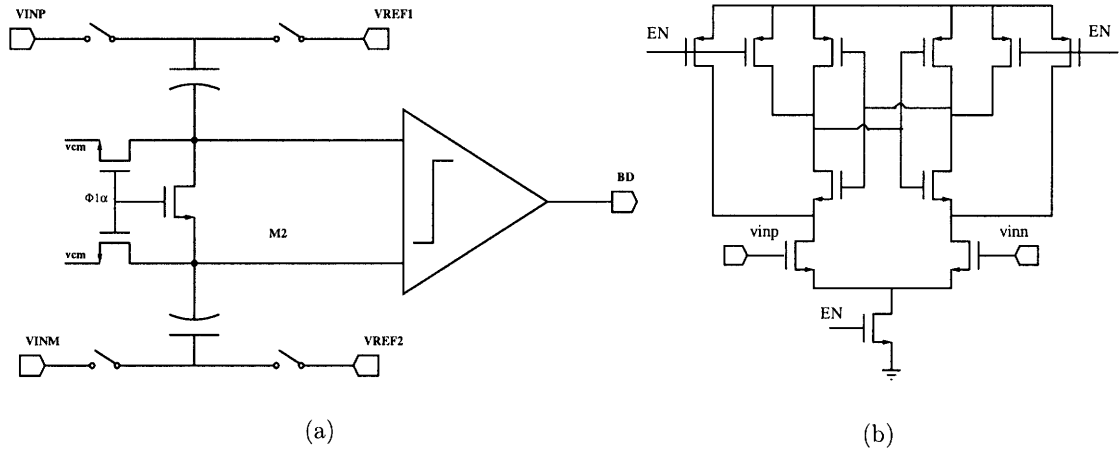 VINP
VREF1
vcm
Φ1α
M2
vcm
BD
VINM
VREF2
(a)
EN
EN
vinp
vinn
EN
(b)